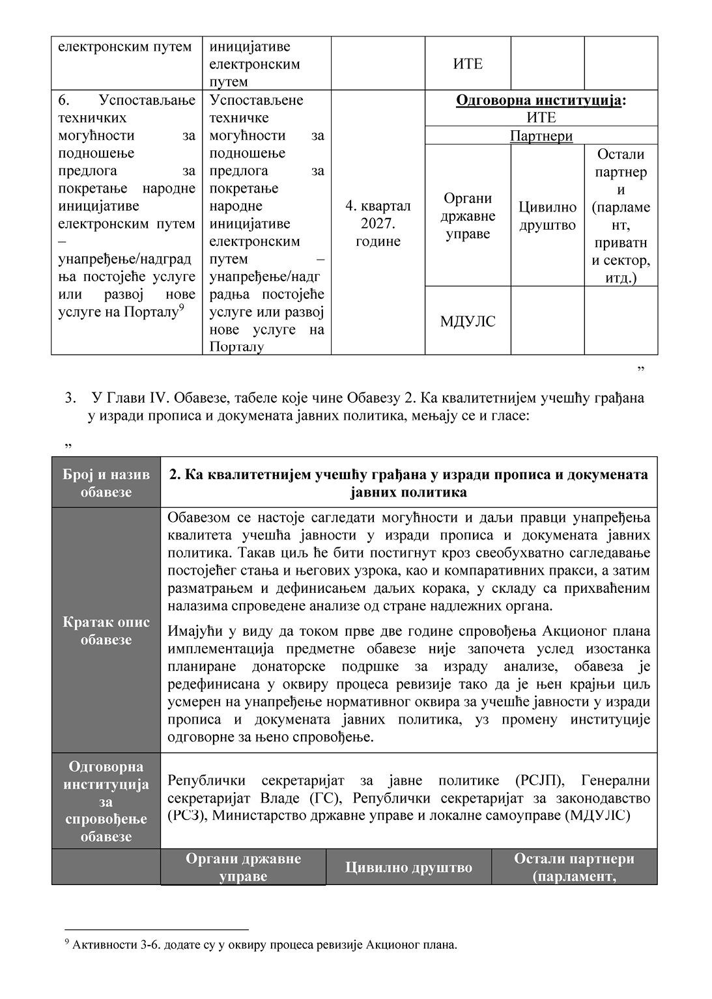 електронским путем
иницијативе
електронским
путем
ИТЕ
6. Успостављање
техничких
могућности за
подношење
предлога за
покретање народне
иницијативе
електронским путем
–
унапређење/надград
ња постојеће услуге
или развој нове
услуге на Порталу9
Успостављене
техничке
могућности за
подношење
предлога за
покретање
народне
иницијативе
електронским
путем –
унапређење/надг
радња постојеће
услуге или развој
нове услуге на
Порталу
4. квартал
2027.
године
Одговорна институција:
ИТЕ
Партнери
Органи
државне
управе
Цивилно
друштво
Остали
партнер
и
(парламе
нт,
приватн
и сектор,
итд.)
МДУЛС
”
3. У Глави IV. Обавезе, табеле које чине Обавезу 2. Ка квалитетнијем учешћу грађана
у изради прописа и докумената јавних политика, мењају се и гласе:
„
Број и назив
обавезе
2. Ка квалитетнијем учешћу грађана у изради прописа и докумената
јавних политика
Кратак опис
обавезе
Обавезом се настоје сагледати могућности и даљи правци унапређења
квалитета учешћа јавности у изради прописа и докумената јавних
политика. Такав циљ ће бити постигнут кроз свеобухватно сагледавање
постојећег стања и његових узрока, као и компаративних пракси, а затим
разматрањем и дефинисањем даљих корака, у складу са прихваћеним
налазима спроведене анализе од стране надлежних органа.
Имајући у виду да током прве две године спровођења Акционог плана
имплементација предметне обавезе није започета услед изостанка
планиране донаторске подршке за израду анализе, обавеза је
редефинисана у оквиру процеса ревизије тако да је њен крајњи циљ
усмерен на унапређење нормативног оквира за учешће јавности у изради
прописа и докумената јавних политика, уз промену институције
одговорне за њено спровођење.
Одговорна
институција
за
спровођење
обавезе
Републички секретаријат за јавне политике (РСЈП), Генерални
секретаријат Владе (ГС), Републички секретаријат за законодавство
(РСЗ), Министарство државне управе и локалне самоуправе (МДУЛС)
Органи државне
управе
Цивилно друштво
Остали партнери
(парламент,
9 Активности 3-6. додате су у оквиру процеса ревизије Акционог плана.